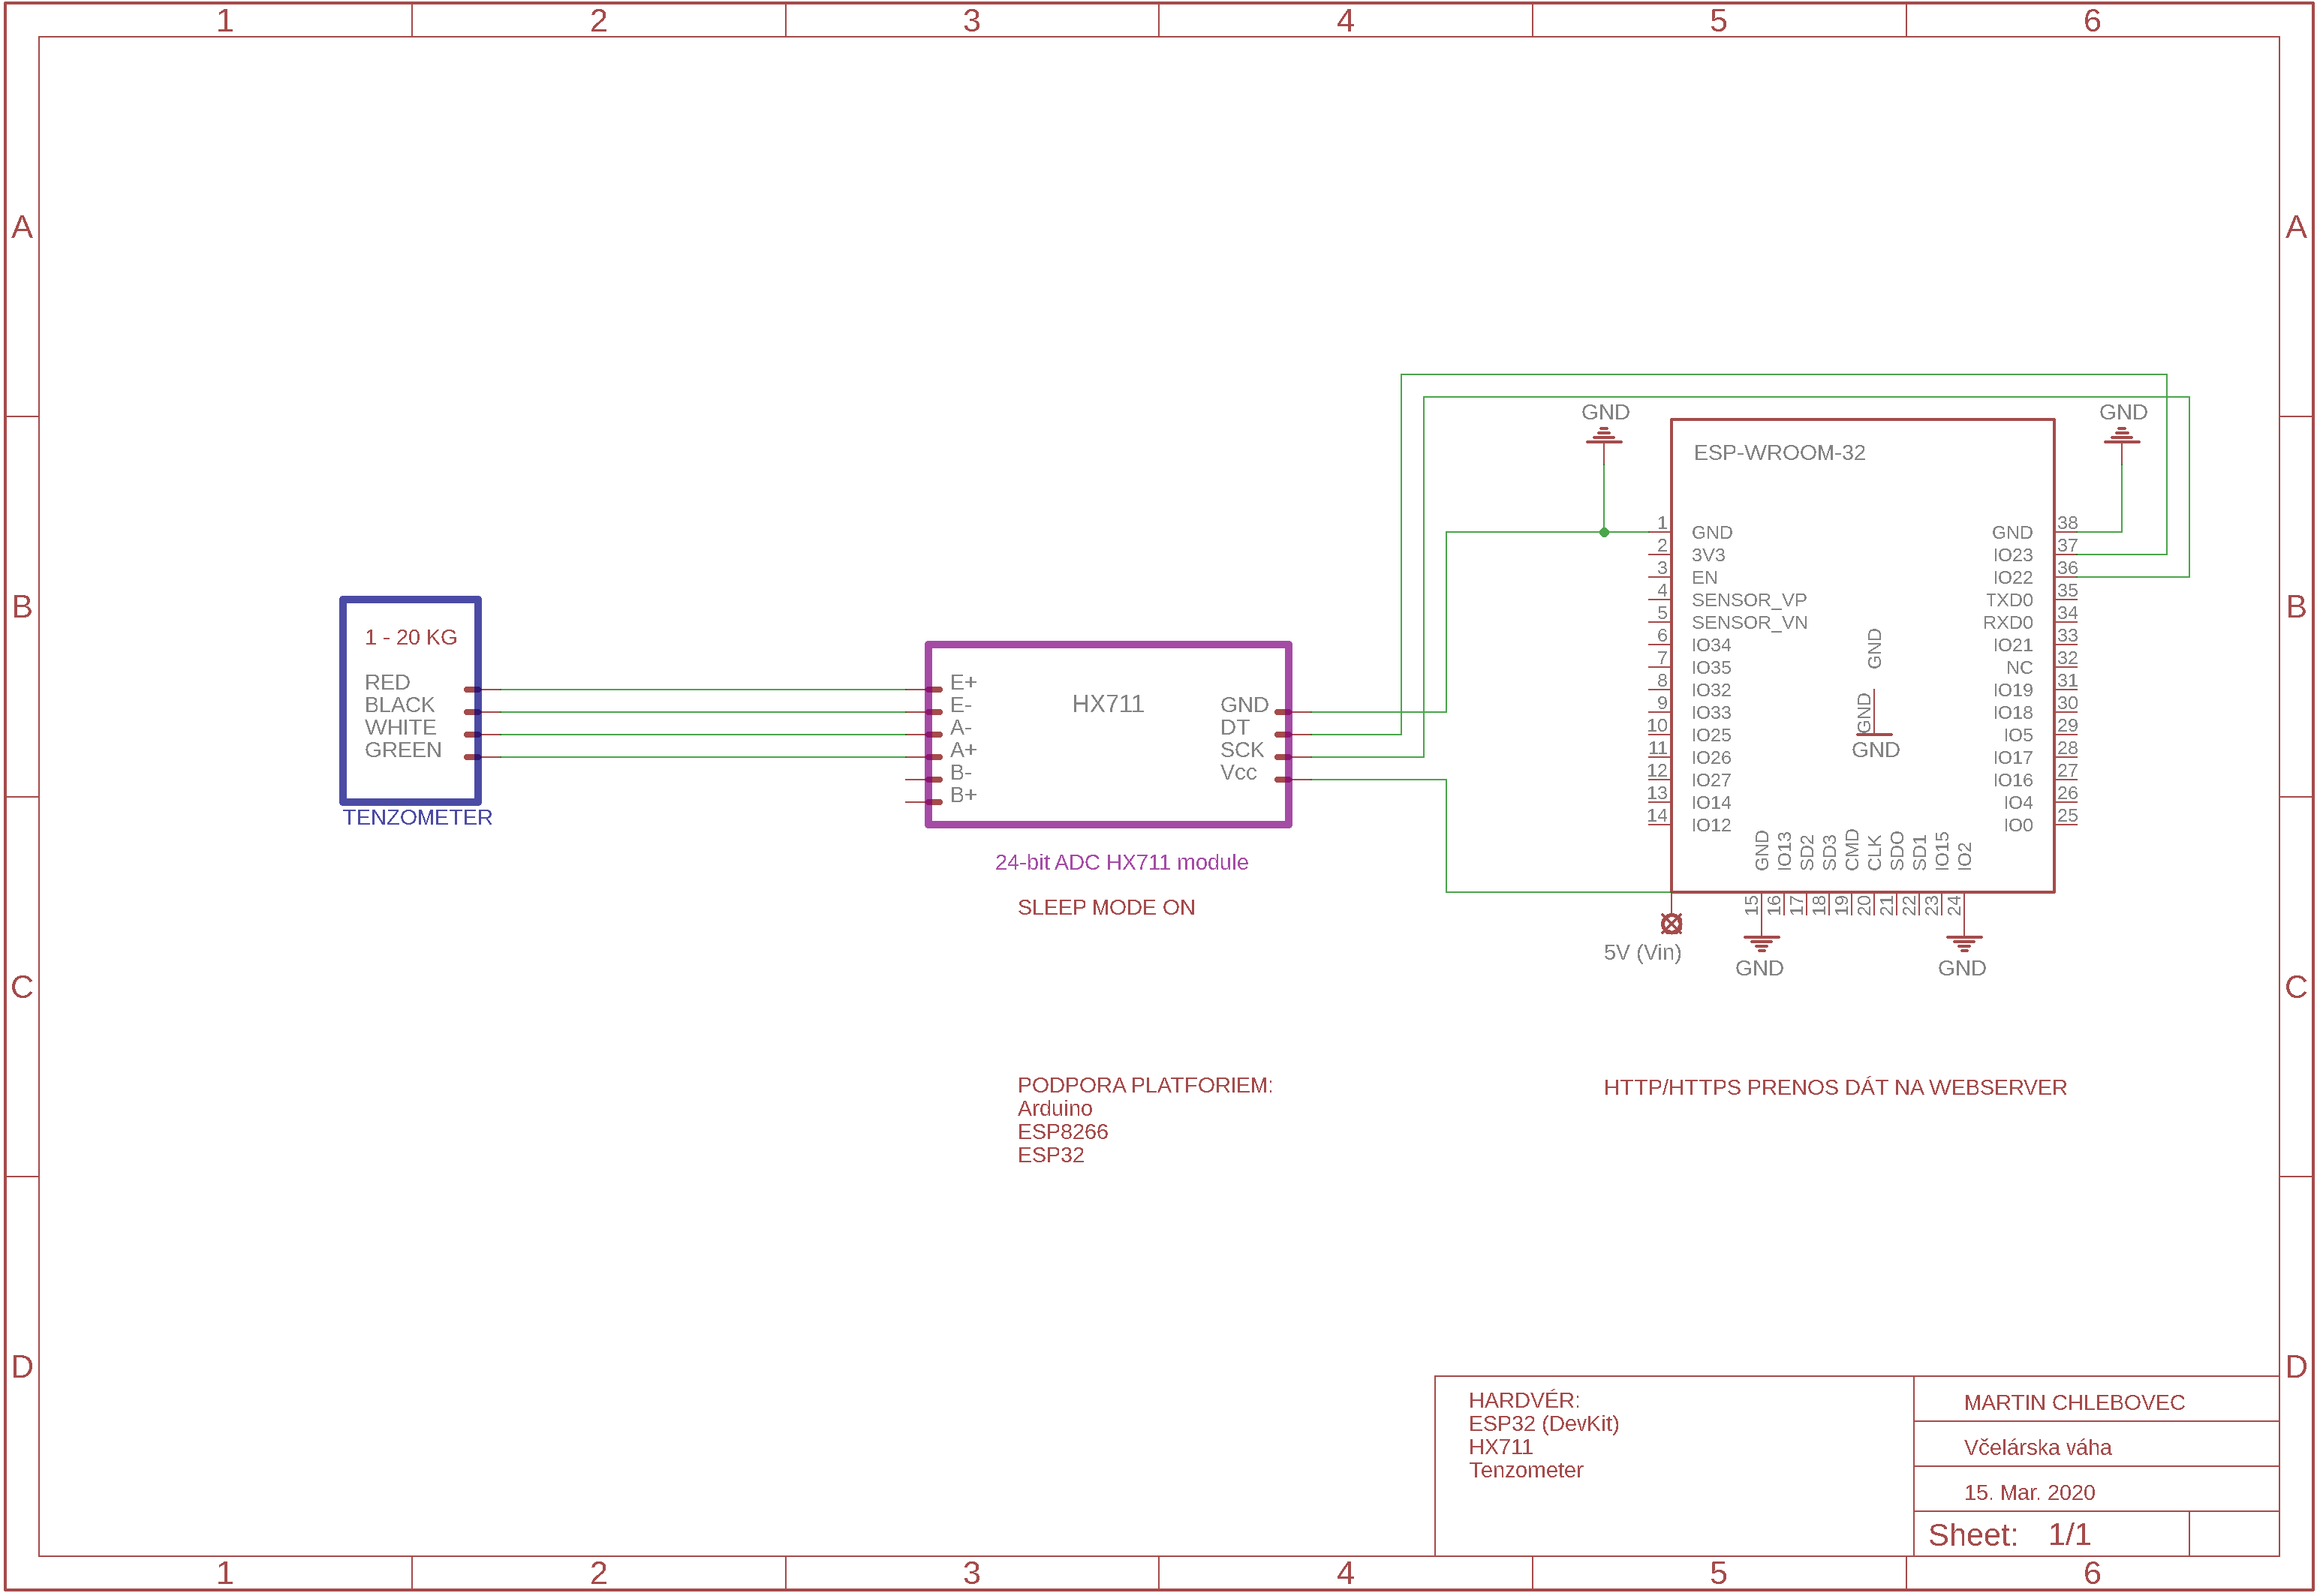 1 2 3 4 5 6
A A
B B
C C
D D
1 - 20 KG
RED
BLACK
WHITE
GREEN
TENZOMETER
E+
E-
A-
A+
B-
B+
HX711
GND
DT
SCK
Vcc
24-bit ADC HX711 module
SLEEP MODE ON
PODPORA PLATFORIEM:
Arduino
ESP8266
ESP32
GND
GND
ESP-WROOM-32
1 GND
2 3V3
3 EN
4 SENSOR_VP
5 SENSOR_VN
6 IO34
7 IO35
8 IO32
9 IO33
10 IO25
11 IO26
12 IO27
13 IO14
14 IO12
GND
GND
GND
GND 38
IO23 37
IO22 36
TXD0 35
RXD0 34
IO21 33
NC 32
IO19 31
IO18 30
IO5 29
IO17 28
IO16 27
IO4 26
IO0 25
GND IO13 SD2 SD3 CMD CLK SDO SD1 IO15 IO2
15 16 17 18 19 20 21 22 23 24
5V (Vin)
GND
GND
HTTP/HTTPS PRENOS DÁT NA WEBSERVER
HARDVÉR:
ESP32 (DevKit)
HX711
Tenzometer
MARTIN CHLEBOVEC
Včelárska váha
15. Mar. 2020
Sheet: 1/1
1 2 3 4 5 6